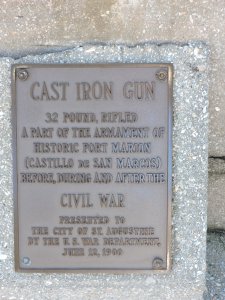 CAST IRON GUN
32 POUND, RIFLED
A PART OF THE ARMAMENT OF
HISTORIC FORT MARION
(CASTILLO DE SAN MARCOS)
BEFORE, DURING AND AFTER THE
CIVIL WAR
PRESENTED TO
THE CITY OF ST. AUGUSTINE
BY THE U.S. WAR DEPARTMENT,
JUNE 12, 1900